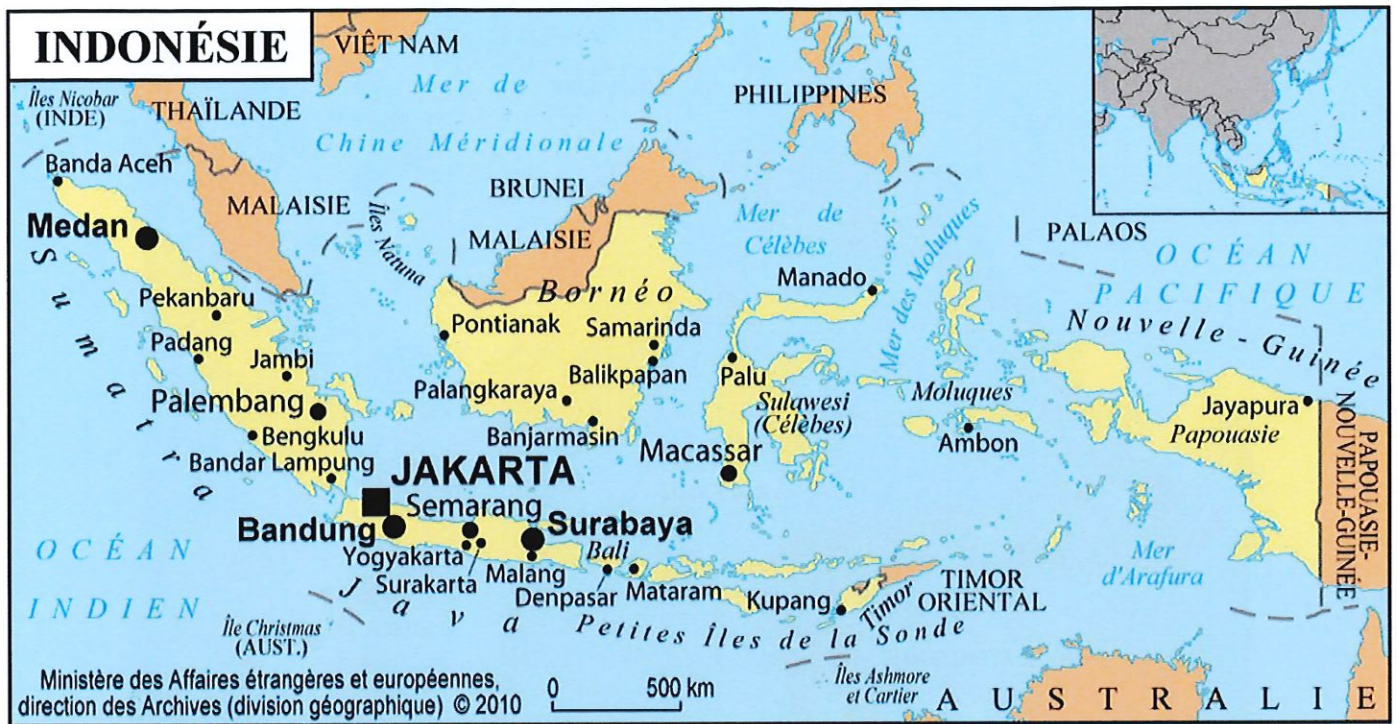 INDONÉSIE
VIÊT NAM
Mer de
Chine Méridionale
Îles Nicobar
(INDE)
THAÏLANDE
PHILIPPINES
Banda Aceh
BRUNEI
MALAISIE
Îles Natuna
MALAISIE
Medan
Mer de
Célèbes
Mer des Moluques
PALAOS
OCÉAN
PACIFIQUE
Manado
Sumatra
Pekanbaru
Bornéo
Nouvelle-Guinée
Pontianak
Samarinda
Padang
Jambi
Balikpapan
Palu
Palangkaraya
Moluques
Jayapura
Palembang
Sulawesi
(Célèbes)
Papouasie
Bengkulu
Banjarmasin
Ambon
Bandar Lampung
Macassar
PAPOUASIE-
NOUVELLE-GUINÉE
JAKARTA
Semarang
Bandung
Surabaya
Yogyakarta
Bali
Surakarta
Malang
Denpasar
Mataram
Java
OCÉAN
INDIEN
Mer
d'Arafura
TIMOR
ORIENTAL
Kupang
Timor
Petites Îles de la Sonde
Île Christmas
(AUST.)
Îles Ashmore
et Cartier
AUSTRALIE
Ministère des Affaires étrangères et européennes,
direction des Archives (division géographique) © 2010
0 500 km